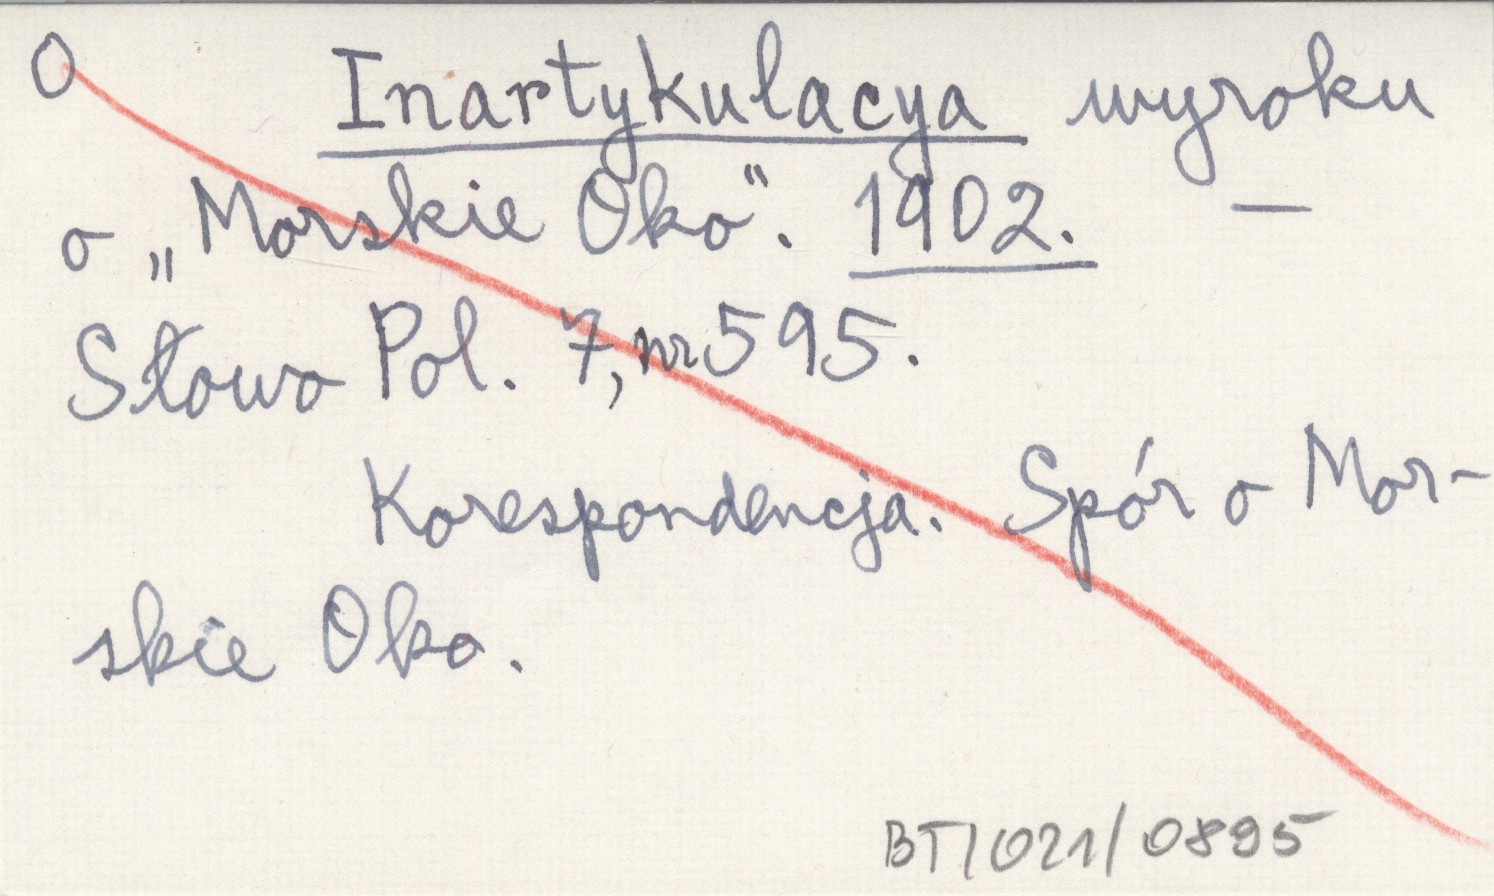 O Inartykulacya wyroku
o „Morskie Oko". 1902. —
Słowo Pol. 7, nr 595.
Korespondencja. Spór o Mor-
skie Oko.
BT/021/0895